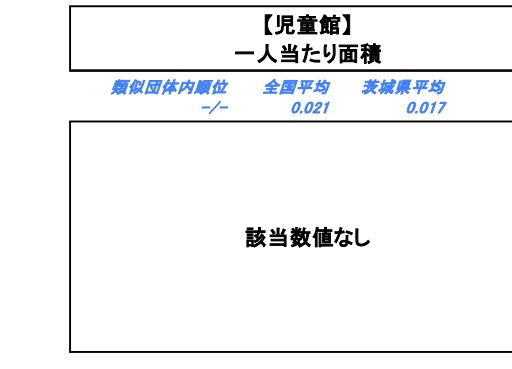 【児童館】
一人当たり面積
類似団体内順位 全国平均 茨城県平均
-/- 0.021 0.017
該当数値なし